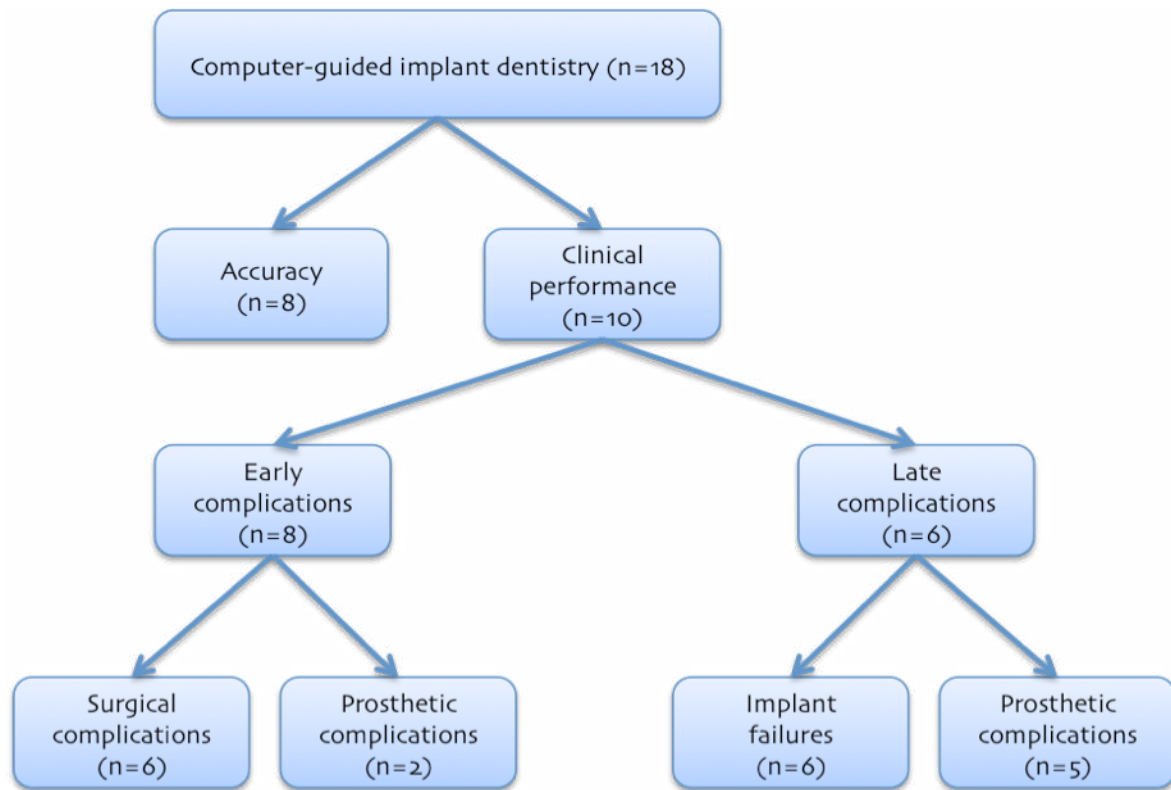 Computer-guided implant dentistry (n=18)
Accuracy
(n=8)
Clinical
performance
(n=10)
Early
complications
(n=8)
Late
complications
(n=6)
Surgical
complications
(n=6)
Prosthetic
complications
(n=2)
Implant
failures
(n=6)
Prosthetic
complications
(n=5)